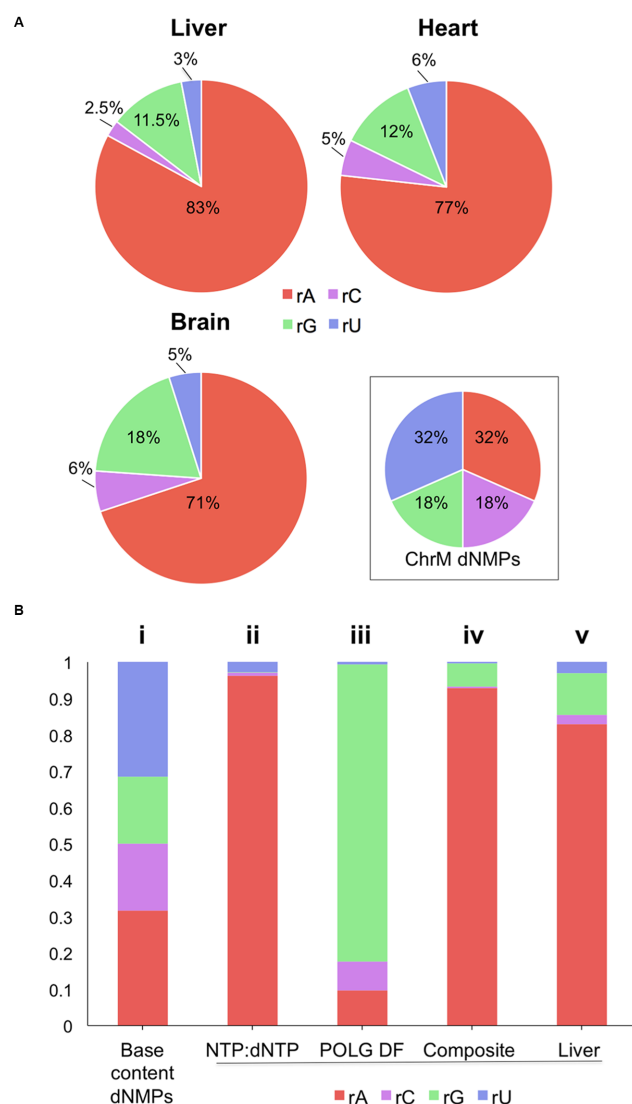 A
Liver
Heart
3%
2.5%
11.5%
83%
6%
5%
12%
77%
rA rC
rG rU
Brain
5%
6%
18%
71%
32% 32%
18% 18%
ChrM dNMPs
B
i ii iii iv v
1
0.9
0.8
0.7
0.6
0.5
0.4
0.3
0.2
0.1
0
Base content dNMPs
NTP:dNTP
POLG DF
Composite
Liver
rA rC rG rU